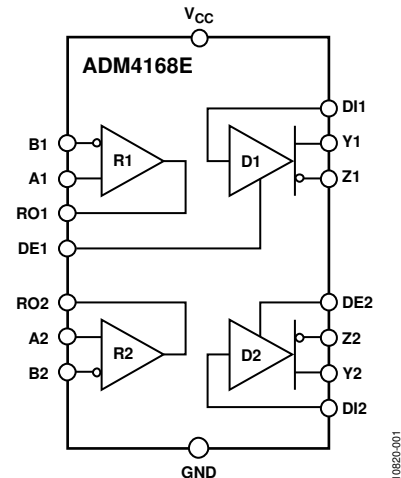 VCC
ADM4168E
B1
A1
RO1
DE1
R1
D1
DI1
Y1
Z1
RO2
A2
B2
R2
D2
DE2
Z2
Y2
DI2
GND
10820-001